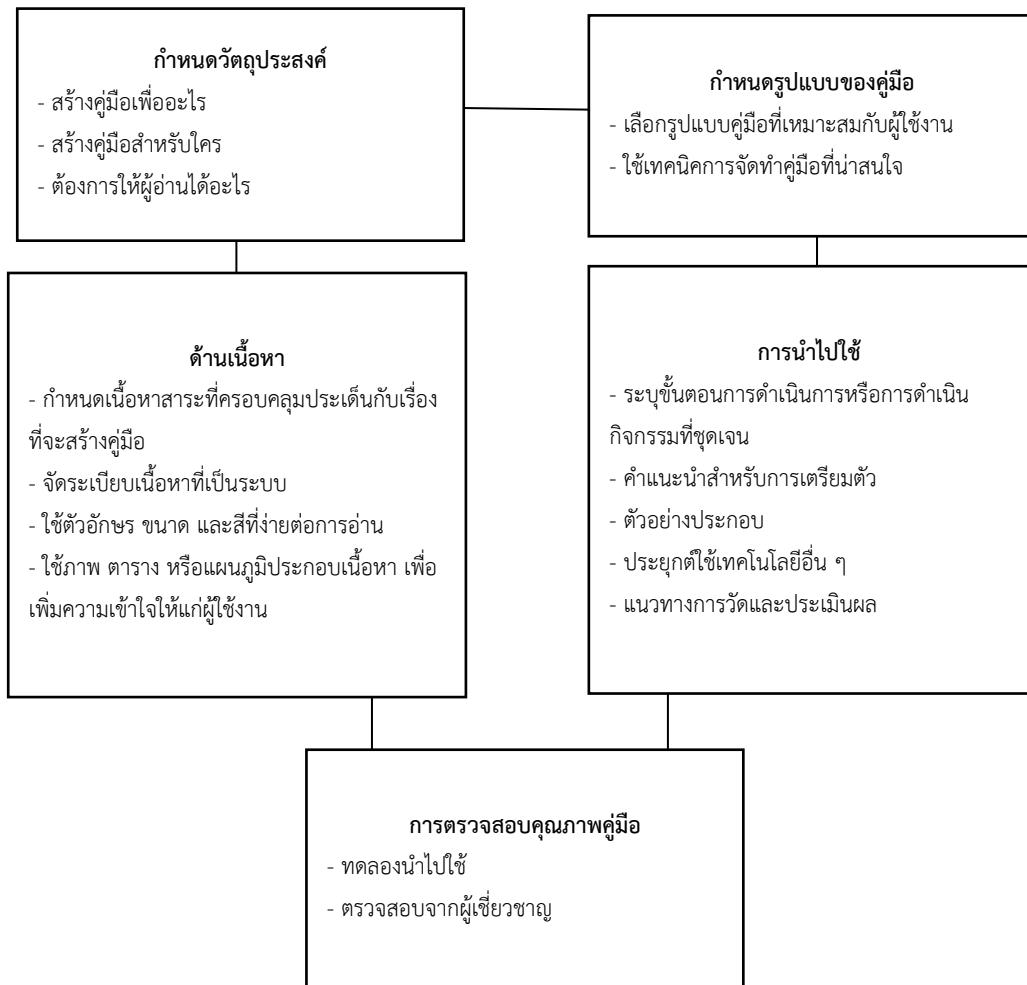 กำหนดวัตถุประสงค์
- สร้างคู่มือเพื่ออะไร
- สร้างคู่มือสำหรับใคร
- ต้องการให้ผู้อ่านได้อะไร
กำหนดรูปแบบของคู่มือ
- เลือกรูปแบบคู่มือที่เหมาะสมกับผู้ใช้งาน
- ใช้เทคนิคการจัดทำคู่มือที่น่าสนใจ
ด้านเนื้อหา
- กำหนดเนื้อหาสาระที่ครอบคลุมประเด็นกับเรื่อง
ที่จะสร้างคู่มือ
- จัดระเบียบเนื้อหาที่เป็นระบบ
- ใช้ตัวอักษร ขนาด และสีที่ง่ายต่อการอ่าน
- ใช้ภาพ ตาราง หรือแผนภูมิประกอบเนื้อหา เพื่อ
เพิ่มความเข้าใจให้แก่ผู้ใช้งาน
การนำไปใช้
- ระบุขั้นตอนการดำเนินการหรือการดำเนิน
กิจกรรมที่ชุดเจน
- คำแนะนำสำหรับการเตรียมตัว
- ตัวอย่างประกอบ
- ประยุกต์ใช้เทคโนโลยีอื่น ๆ
- แนวทางการวัดและประเมินผล
การตรวจสอบคุณภาพคู่มือ
- ทดลองนำไปใช้
- ตรวจสอบจากผู้เชี่ยวชาญ